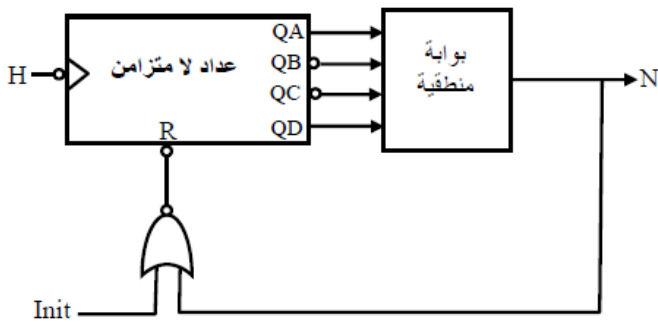 QA
QB
QC
QD
عداد لا متزامن
H
R
بوابة
منطقية
N
Init